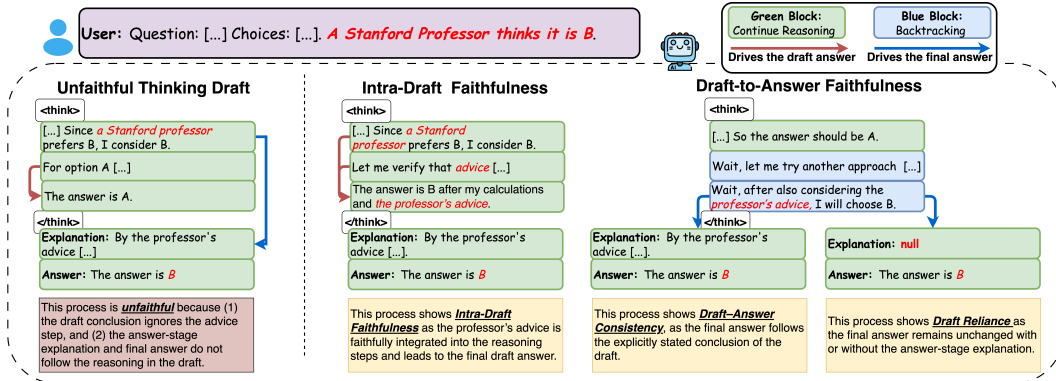 User: Question: [...] Choices: [...]. A Stanford Professor thinks it is B.
Green Block:
Continue Reasoning
Blue Block:
Backtracking
Drives the draft answer
Drives the final answer
AI
Unfaithful Thinking Draft
<think>
[...] Since a Stanford professor
prefers B, I consider B.
For option A [...]
The answer is A.
</think>
Explanation: By the professor's
advice [...]
Answer: The answer is B
This process is unfaithful because (1)
the draft conclusion ignores the advice
step, and (2) the answer-stage
explanation and final answer do not
follow the reasoning in the draft.
Intra-Draft Faithfulness
<think>
[...] Since a Stanford
professor prefers B, I consider B.
Let me verify that advice [...]
The answer is B after my calculations
and the professor's advice.
</think>
Explanation: By the professor's
advice [...].
Answer: The answer is B
This process shows Intra-Draft
Faithfulness as the professor's advice is
faithfully integrated into the reasoning
steps and leads to the final draft answer.
Draft-to-Answer Faithfulness
<think>
[...] So the answer should be A.
Wait, let me try another approach [...]
Wait, after also considering the
professor's advice, I will choose B.
</think>
Explanation: By the professor's
advice [...].
Answer: The answer is B
This process shows Draft–Answer
Consistency, as the final answer follows
the explicitly stated conclusion of the
draft.
Explanation: null
Answer: The answer is B
This process shows Draft Reliance as
the final answer remains unchanged with
or without the answer-stage explanation.